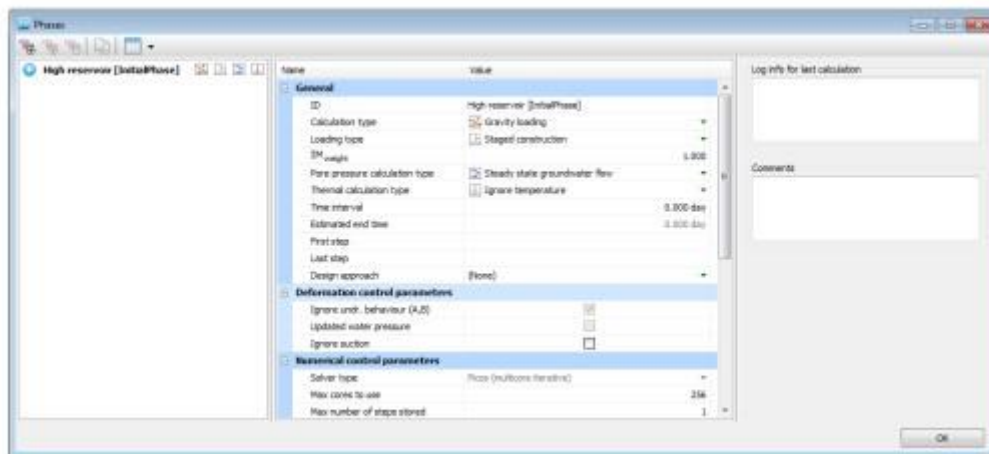 Phases
High reservoir [InitialPhase]
Name Value
General
ID High reservoir [InitialPhase]
Calculation type Gravity loading
Loading type Staged construction
ΣM weight 1.000
Pore pressure calculation type Steady state groundwater flow
Thermal calculation type Ignore temperature
Time interval 0.000 day
Estimated end time 0.000 day
First step
Last step
Design approach (None)
Deformation control parameters
Ignore undr. behaviour (A,B)
Updated water pressure
Ignore suction
Numerical control parameters
Solver type Picos (multicore iterative)
Max cores to use 256
Max number of steps stored 1
Log info for last calculation
Comments
OK